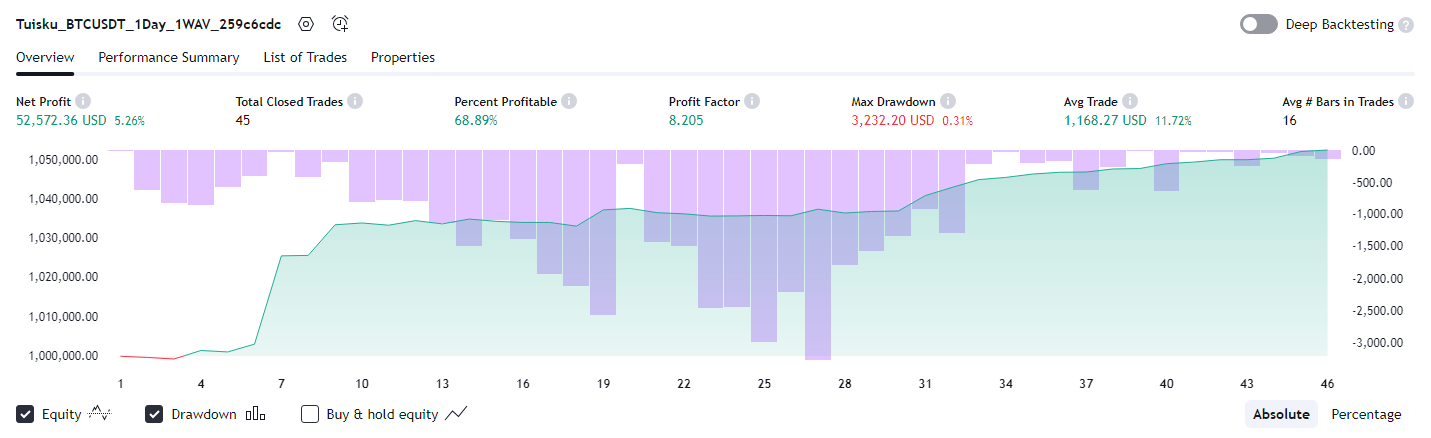 Tuisku_BTCUSDT_1Day_1WAV_259c6cdc Deep Backtesting ?
Overview Performance Summary List of Trades Properties
Net Profit i Total Closed Trades i Percent Profitable i Profit Factor i Max Drawdown i Avg Trade i Avg # Bars in Trades i
52,572.36 USD 5.26% 45 68.89% 8.205 3,232.20 USD 0.31% 1,168.27 USD 11.72% 16
1,050,000.00 0.00
1,040,000.00 -500.00
1,030,000.00 -1,000.00
1,020,000.00 -1,500.00
1,010,000.00 -2,000.00
1,000,000.00 -2,500.00
-3,000.00
1 4 7 10 13 16 19 22 25 28 31 34 37 40 43 46
Equity Drawdown Buy & hold equity Absolute Percentage